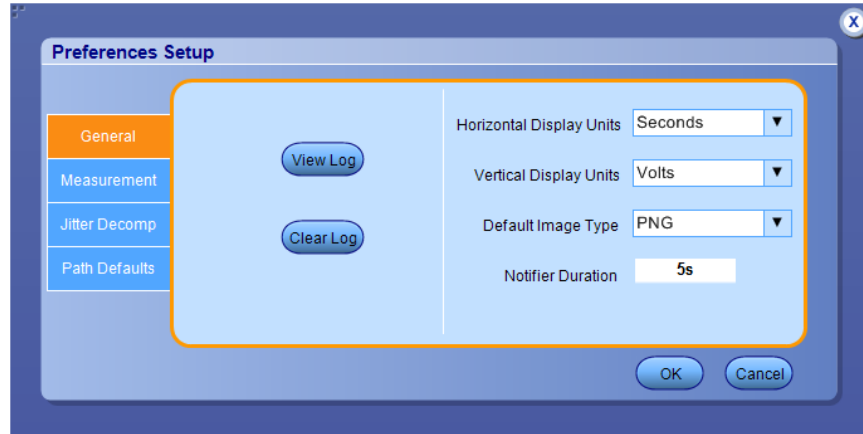 X
Preferences Setup
General
Measurement
Jitter Decomp
Path Defaults
View Log
Clear Log
Horizontal Display Units Seconds
Vertical Display Units Volts
Default Image Type PNG
Notifier Duration 5s
OK Cancel